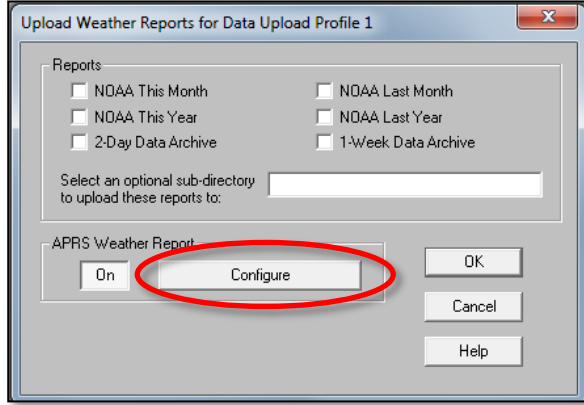 Upload Weather Reports for Data Upload Profile 1
Reports
NOAA This Month
NOAA Last Month
NOAA This Year
NOAA Last Year
2-Day Data Archive
1-Week Data Archive
Select an optional sub-directory
to upload these reports to:
APRS Weather Report
On
Configure
OK
Cancel
Help